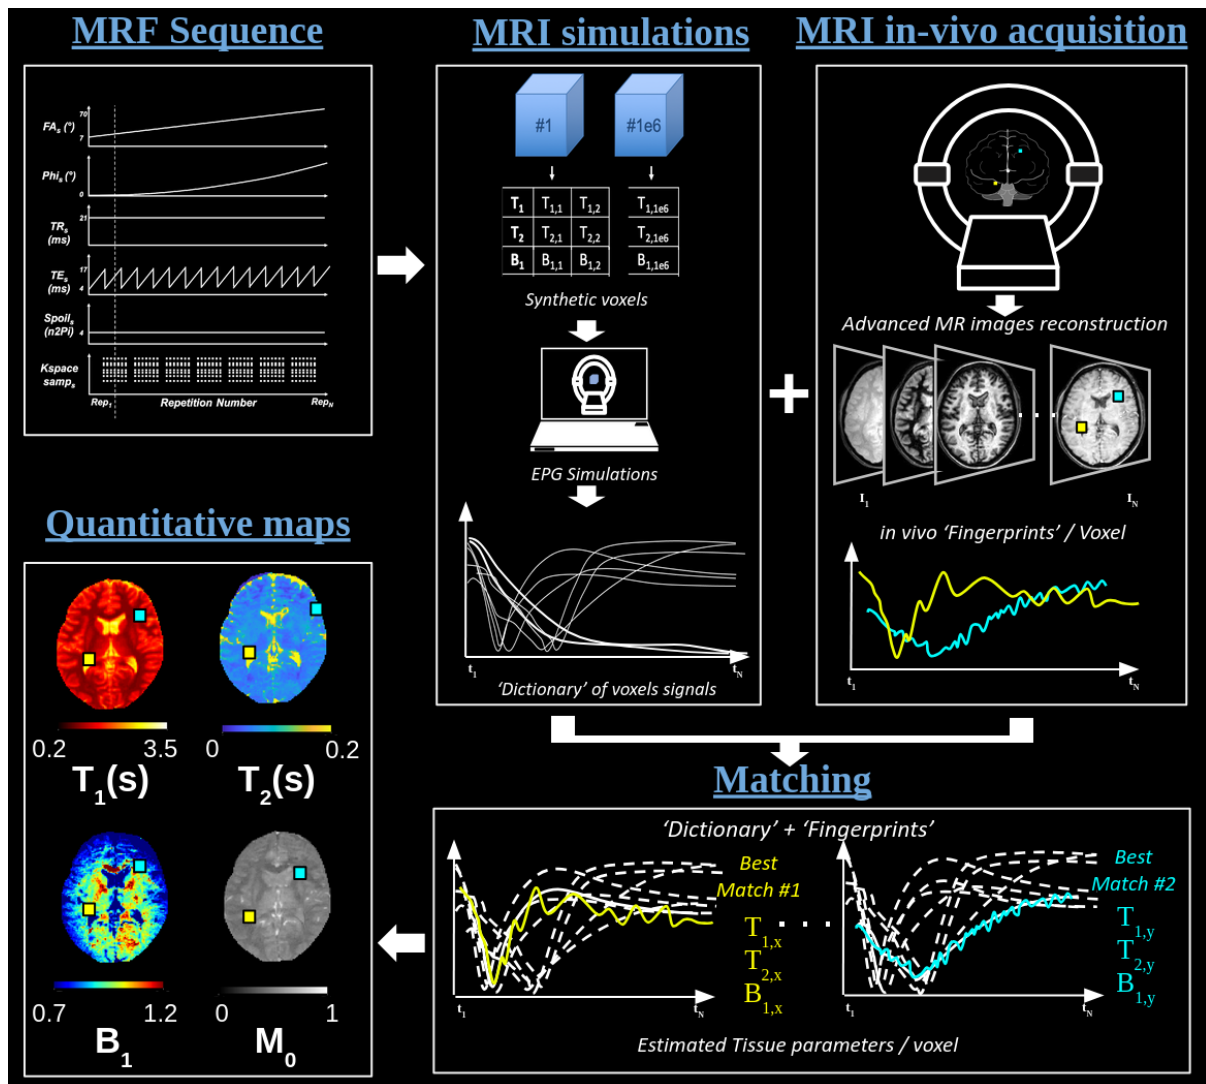 MRF Sequence
FAs (°)
70
7
Phis (°)
0
TRs
(ms)
21
TEs
(ms)
17
4
Spoils
(n2Pi)
4
Kspace
samps
Rep1
Repetition Number
RepN
MRI simulations
#1
#1e6
T1 T1,1 T1,2 T1,1e6
T2 T2,1 T2,2 T2,1e6
B1 B1,1 B1,2 B1,1e6
Synthetic voxels
EPG Simulations
t1
tN
'Dictionary' of voxels signals
MRI in-vivo acquisition
Advanced MR images reconstruction
I1
IN
in vivo 'Fingerprints' / Voxel
t1
tN
Matching
'Dictionary' + 'Fingerprints'
Best
Match #1
T1,x
T2,x
B1,x
t1
tN
Best
Match #2
T1,y
T2,y
B1,y
t1
tN
Estimated Tissue parameters / voxel
Quantitative maps
0.2 3.5
T1(s)
0 0.2
T2(s)
0.7 1.2
B1
0 1
M0